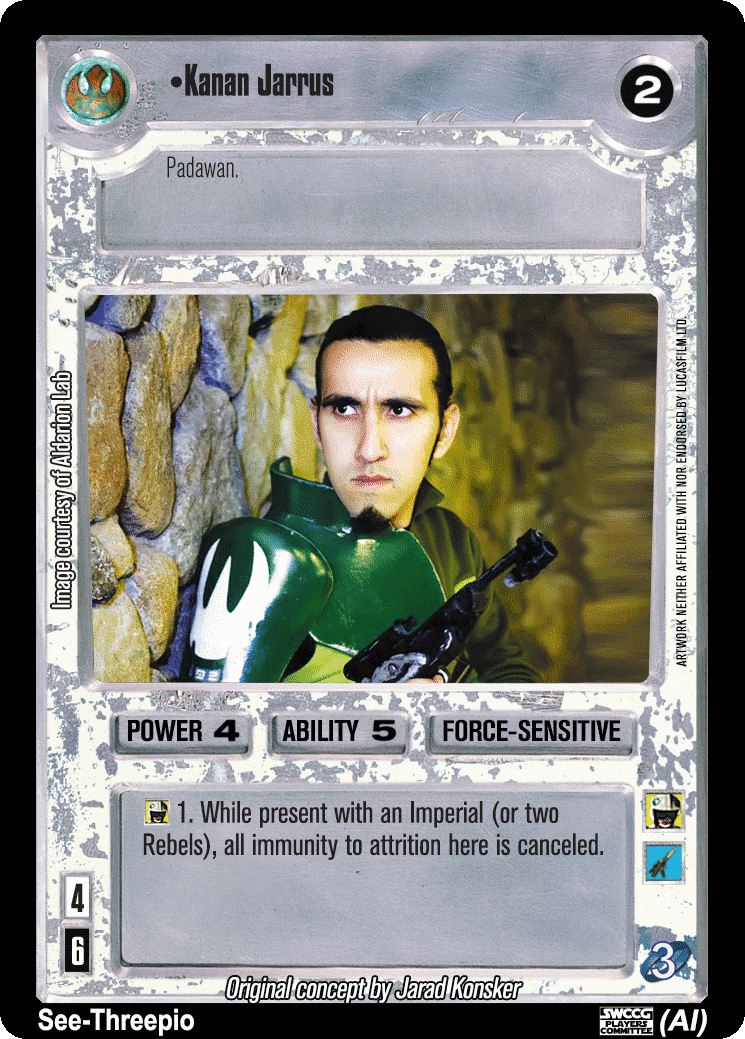 •Kanan Jarrus
2
Padawan.
Image courtesy of Aldarion Lab
ARTWORK NEITHER AFFILIATED WITH NOR ENDORSED BY LUCASFILM LTD.
POWER 4
ABILITY 5
FORCE-SENSITIVE
1. While present with an Imperial (or two
Rebels), all immunity to attrition here is canceled.
4
6
3
Original concept by Jarad Konsker
See-Threepio
SWCCG
PLAYERS
COMMITTEE
(AI)